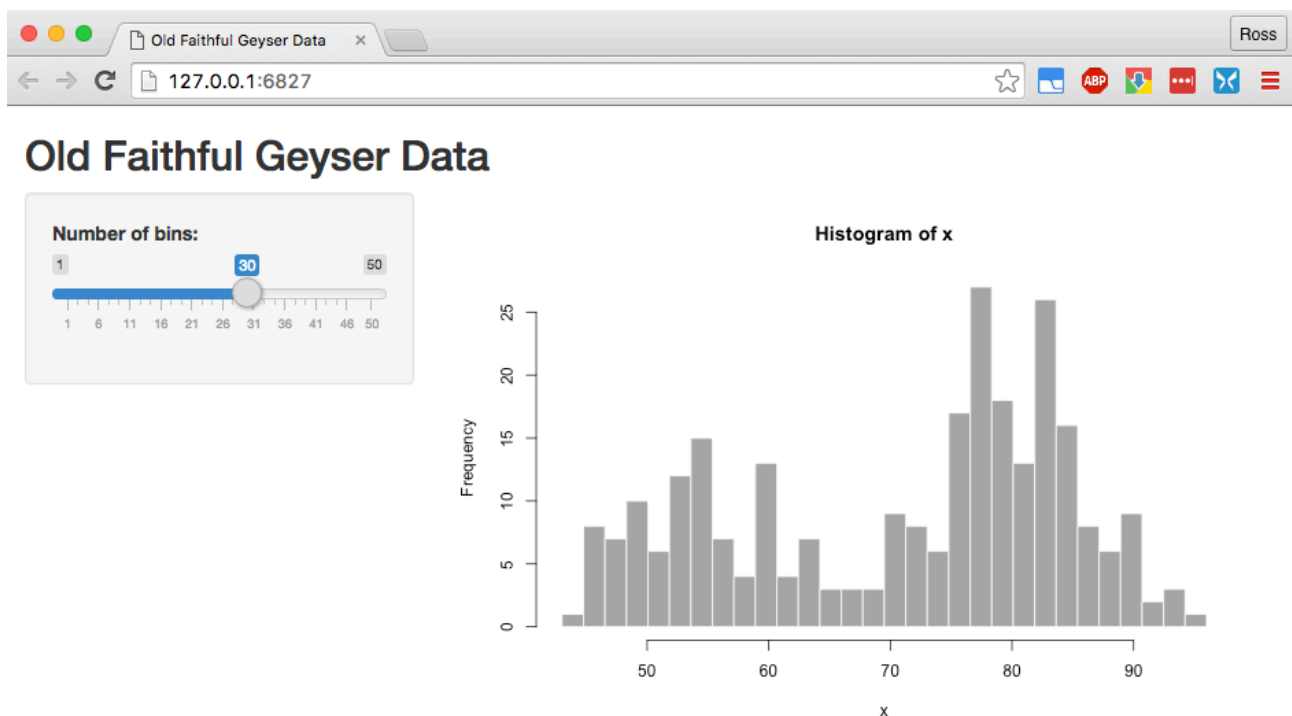 Old Faithful Geyser Data ×
Ross
127.0.0.1:6827
ABP
Old Faithful Geyser Data
Number of bins:
1 30 50
1 6 11 16 21 26 31 36 41 46 50
Histogram of x
Frequency
25
20
15
10
5
0
50 60 70 80 90
x